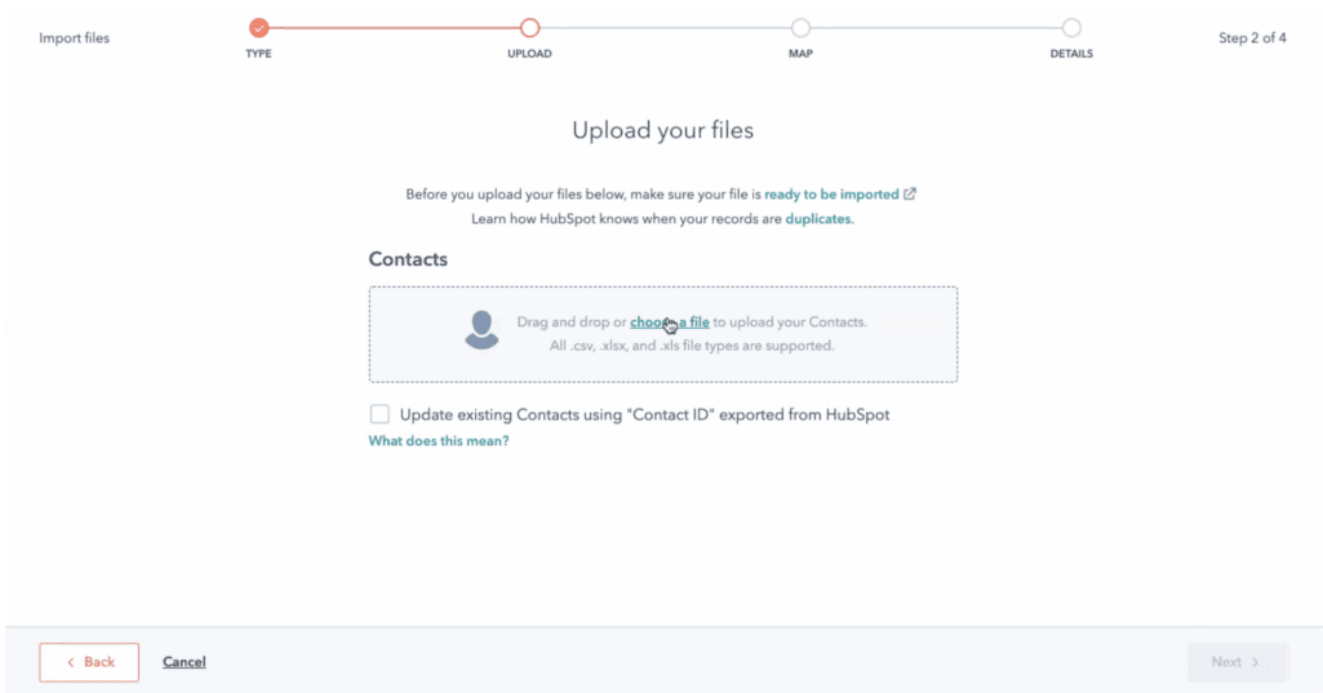 Import files
TYPE
UPLOAD
MAP
DETAILS
Step 2 of 4
Upload your files
Before you upload your files below, make sure your file is ready to be imported
Learn how HubSpot knows when your records are duplicates.
Contacts
Drag and drop or choose a file to upload your Contacts.
All .csv, .xlsx, and .xls file types are supported.
Update existing Contacts using "Contact ID" exported from HubSpot
What does this mean?
< Back
Cancel
Next >